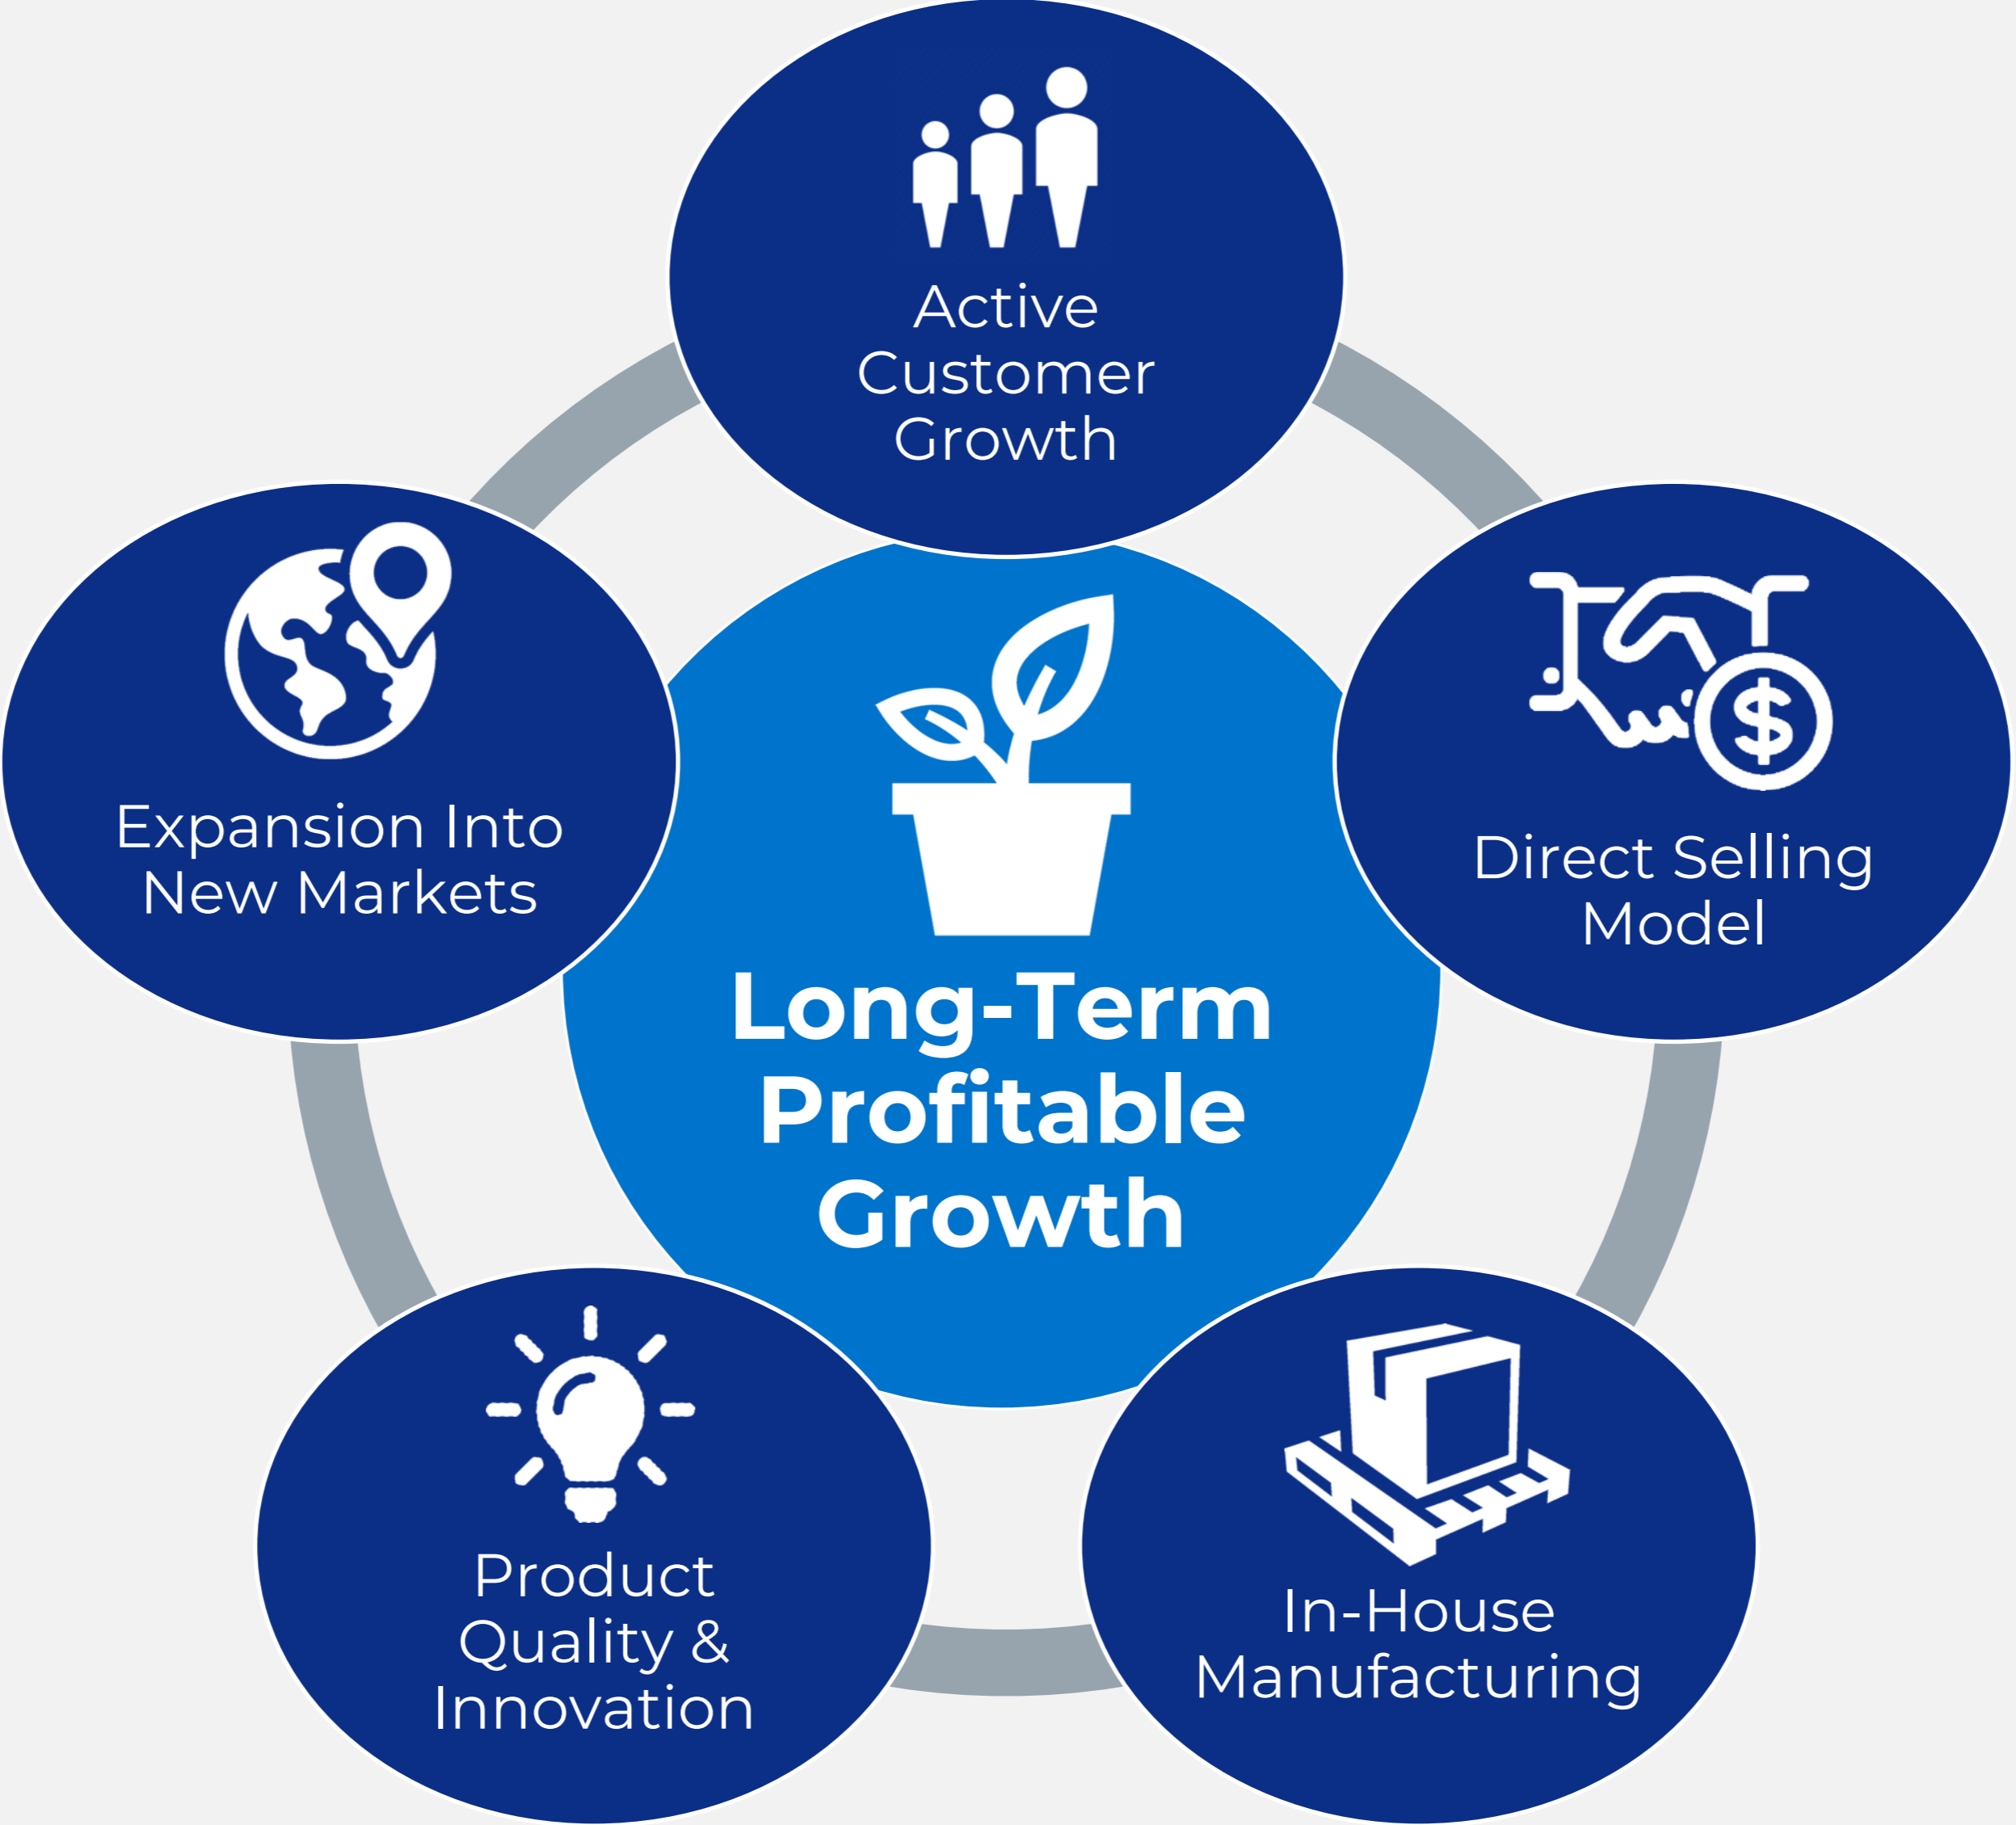 Active
Customer
Growth
Expansion Into
New Markets
Direct Selling
Model
Long-Term
Profitable
Growth
Product
Quality &
Innovation
In-House
Manufacturing
$